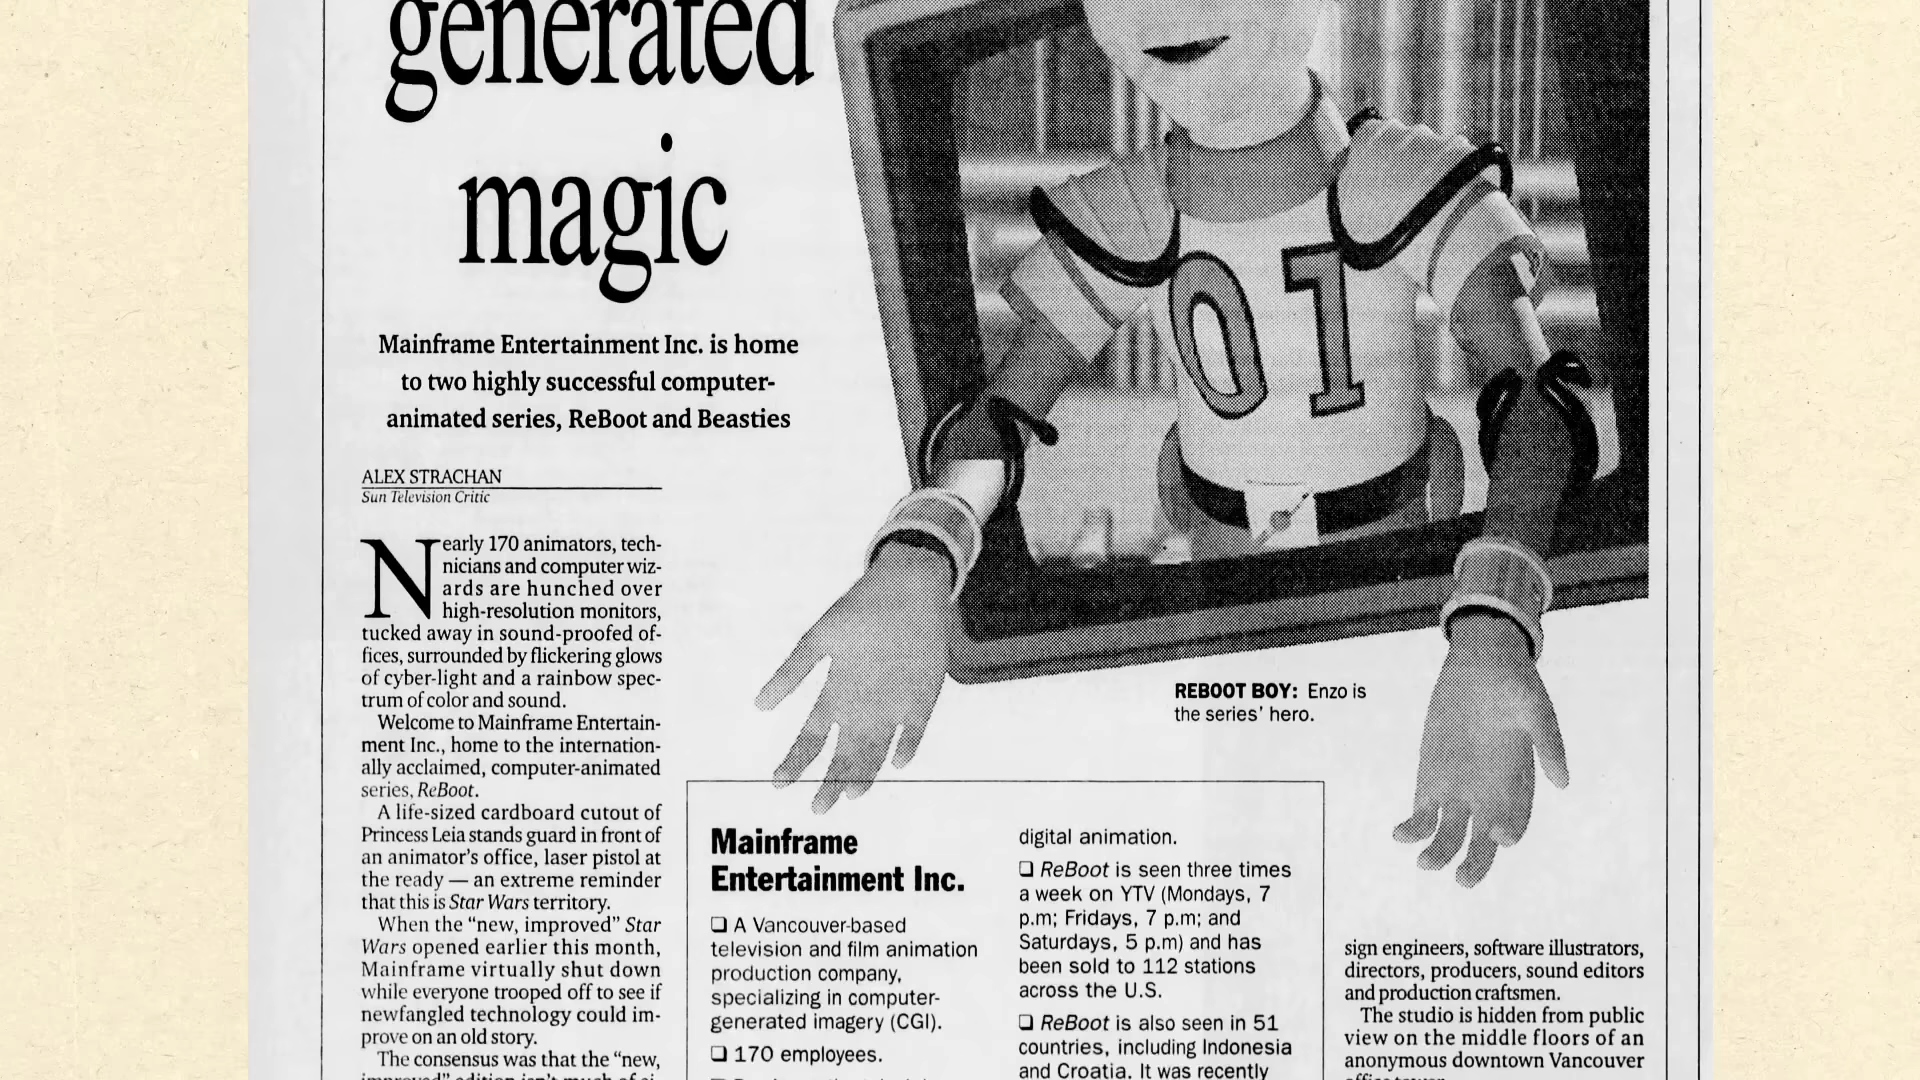 generated
magic
Mainframe Entertainment Inc. is home
to two highly successful computer-
animated series, ReBoot and Beasties
ALEX STRACHAN
Sun Television Critic
Nearly 170 animators, tech-
nicians and computer wiz-
ards are hunched over
high-resolution monitors,
tucked away in sound-proofed of-
fices, surrounded by flickering glows
of cyber-light and a rainbow spec-
trum of color and sound.
Welcome to Mainframe Entertain-
ment Inc., home to the internation-
ally acclaimed, computer-animated
series, ReBoot.
A life-sized cardboard cutout of
Princess Leia stands guard in front of
an animator's office, laser pistol at
the ready — an extreme reminder
that this is Star Wars territory.
When the “new, improved” Star
Wars opened earlier this month,
Mainframe virtually shut down
while everyone trooped off to see if
newfangled technology could im-
prove on an old story.
The consensus was that the “new,
improved” edition isn't much of
01
REBOOT BOY: Enzo is
the series' hero.
Mainframe
Entertainment Inc.
❏ A Vancouver-based
television and film animation
production company,
specializing in computer-
generated imagery (CGI).
❏ 170 employees.
digital animation.
❏ ReBoot is seen three times
a week on YTV (Mondays, 7
p.m; Fridays, 7 p.m; and
Saturdays, 5 p.m) and has
been sold to 112 stations
across the U.S.
❏ ReBoot is also seen in 51
countries, including Indonesia
and Croatia. It was recently
sign engineers, software illustrators,
directors, producers, sound editors
and production craftsmen.
The studio is hidden from public
view on the middle floors of an
anonymous downtown Vancouver
office tower.